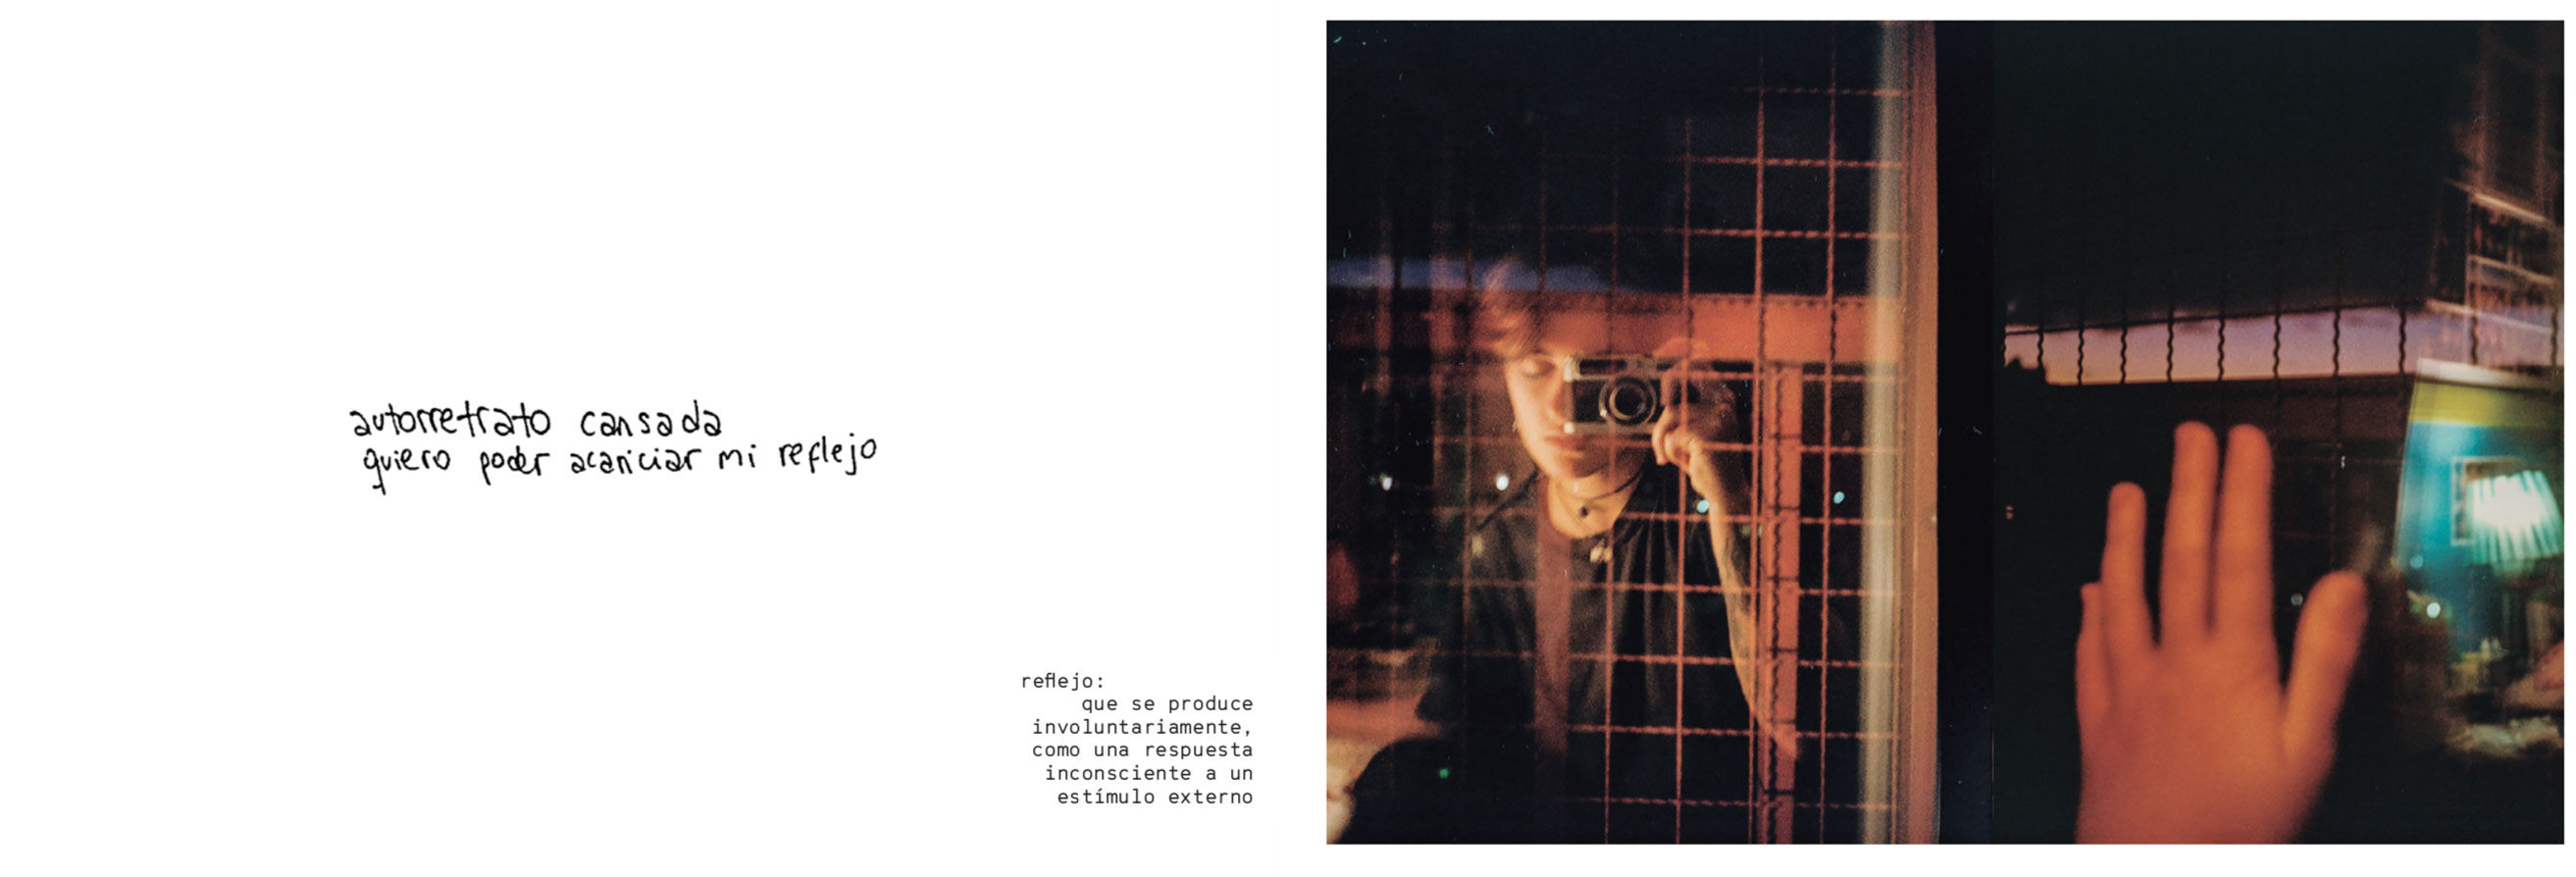 autorretrato cansada
quiero poder acariciar mi reflejo
reflejo:
que se produce
involuntariamente,
como una respuesta
inconsciente a un
estímulo externo